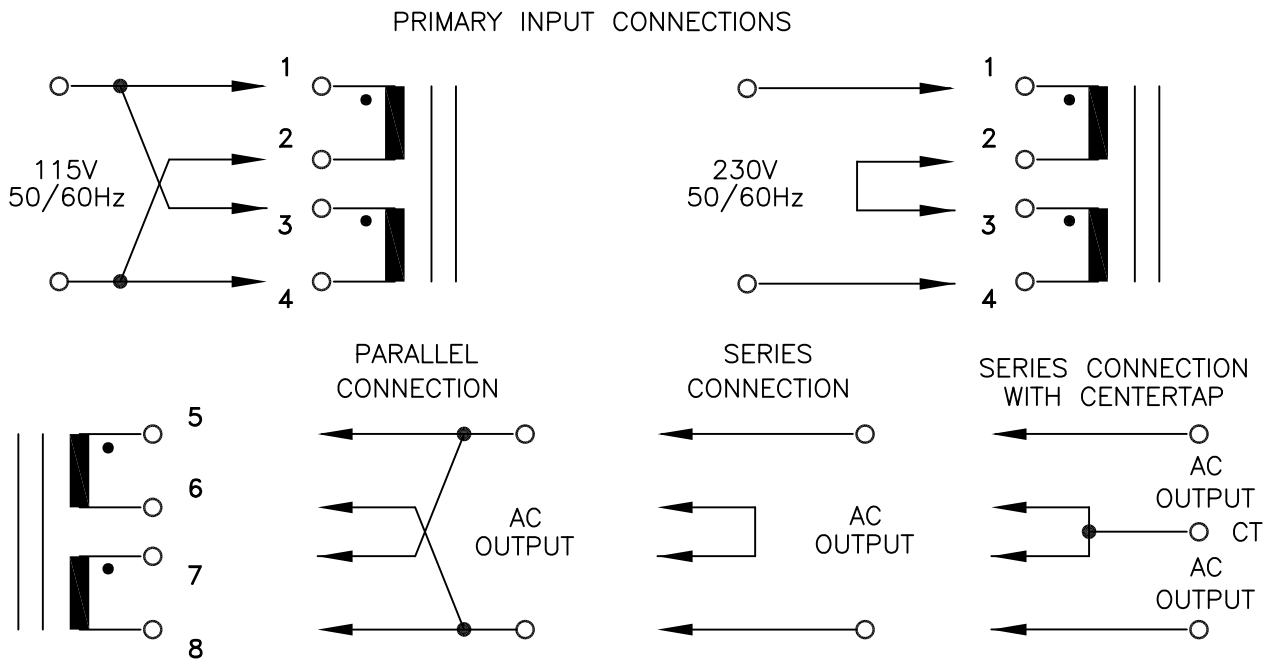 PRIMARY INPUT CONNECTIONS
1
2
115V
50/60Hz
3
4
1
2
230V
50/60Hz
3
4
PARALLEL
CONNECTION
SERIES
CONNECTION
SERIES CONNECTION
WITH CENTERTAP
5
6
7
8
AC
OUTPUT
AC
OUTPUT
AC
OUTPUT
CT
AC
OUTPUT